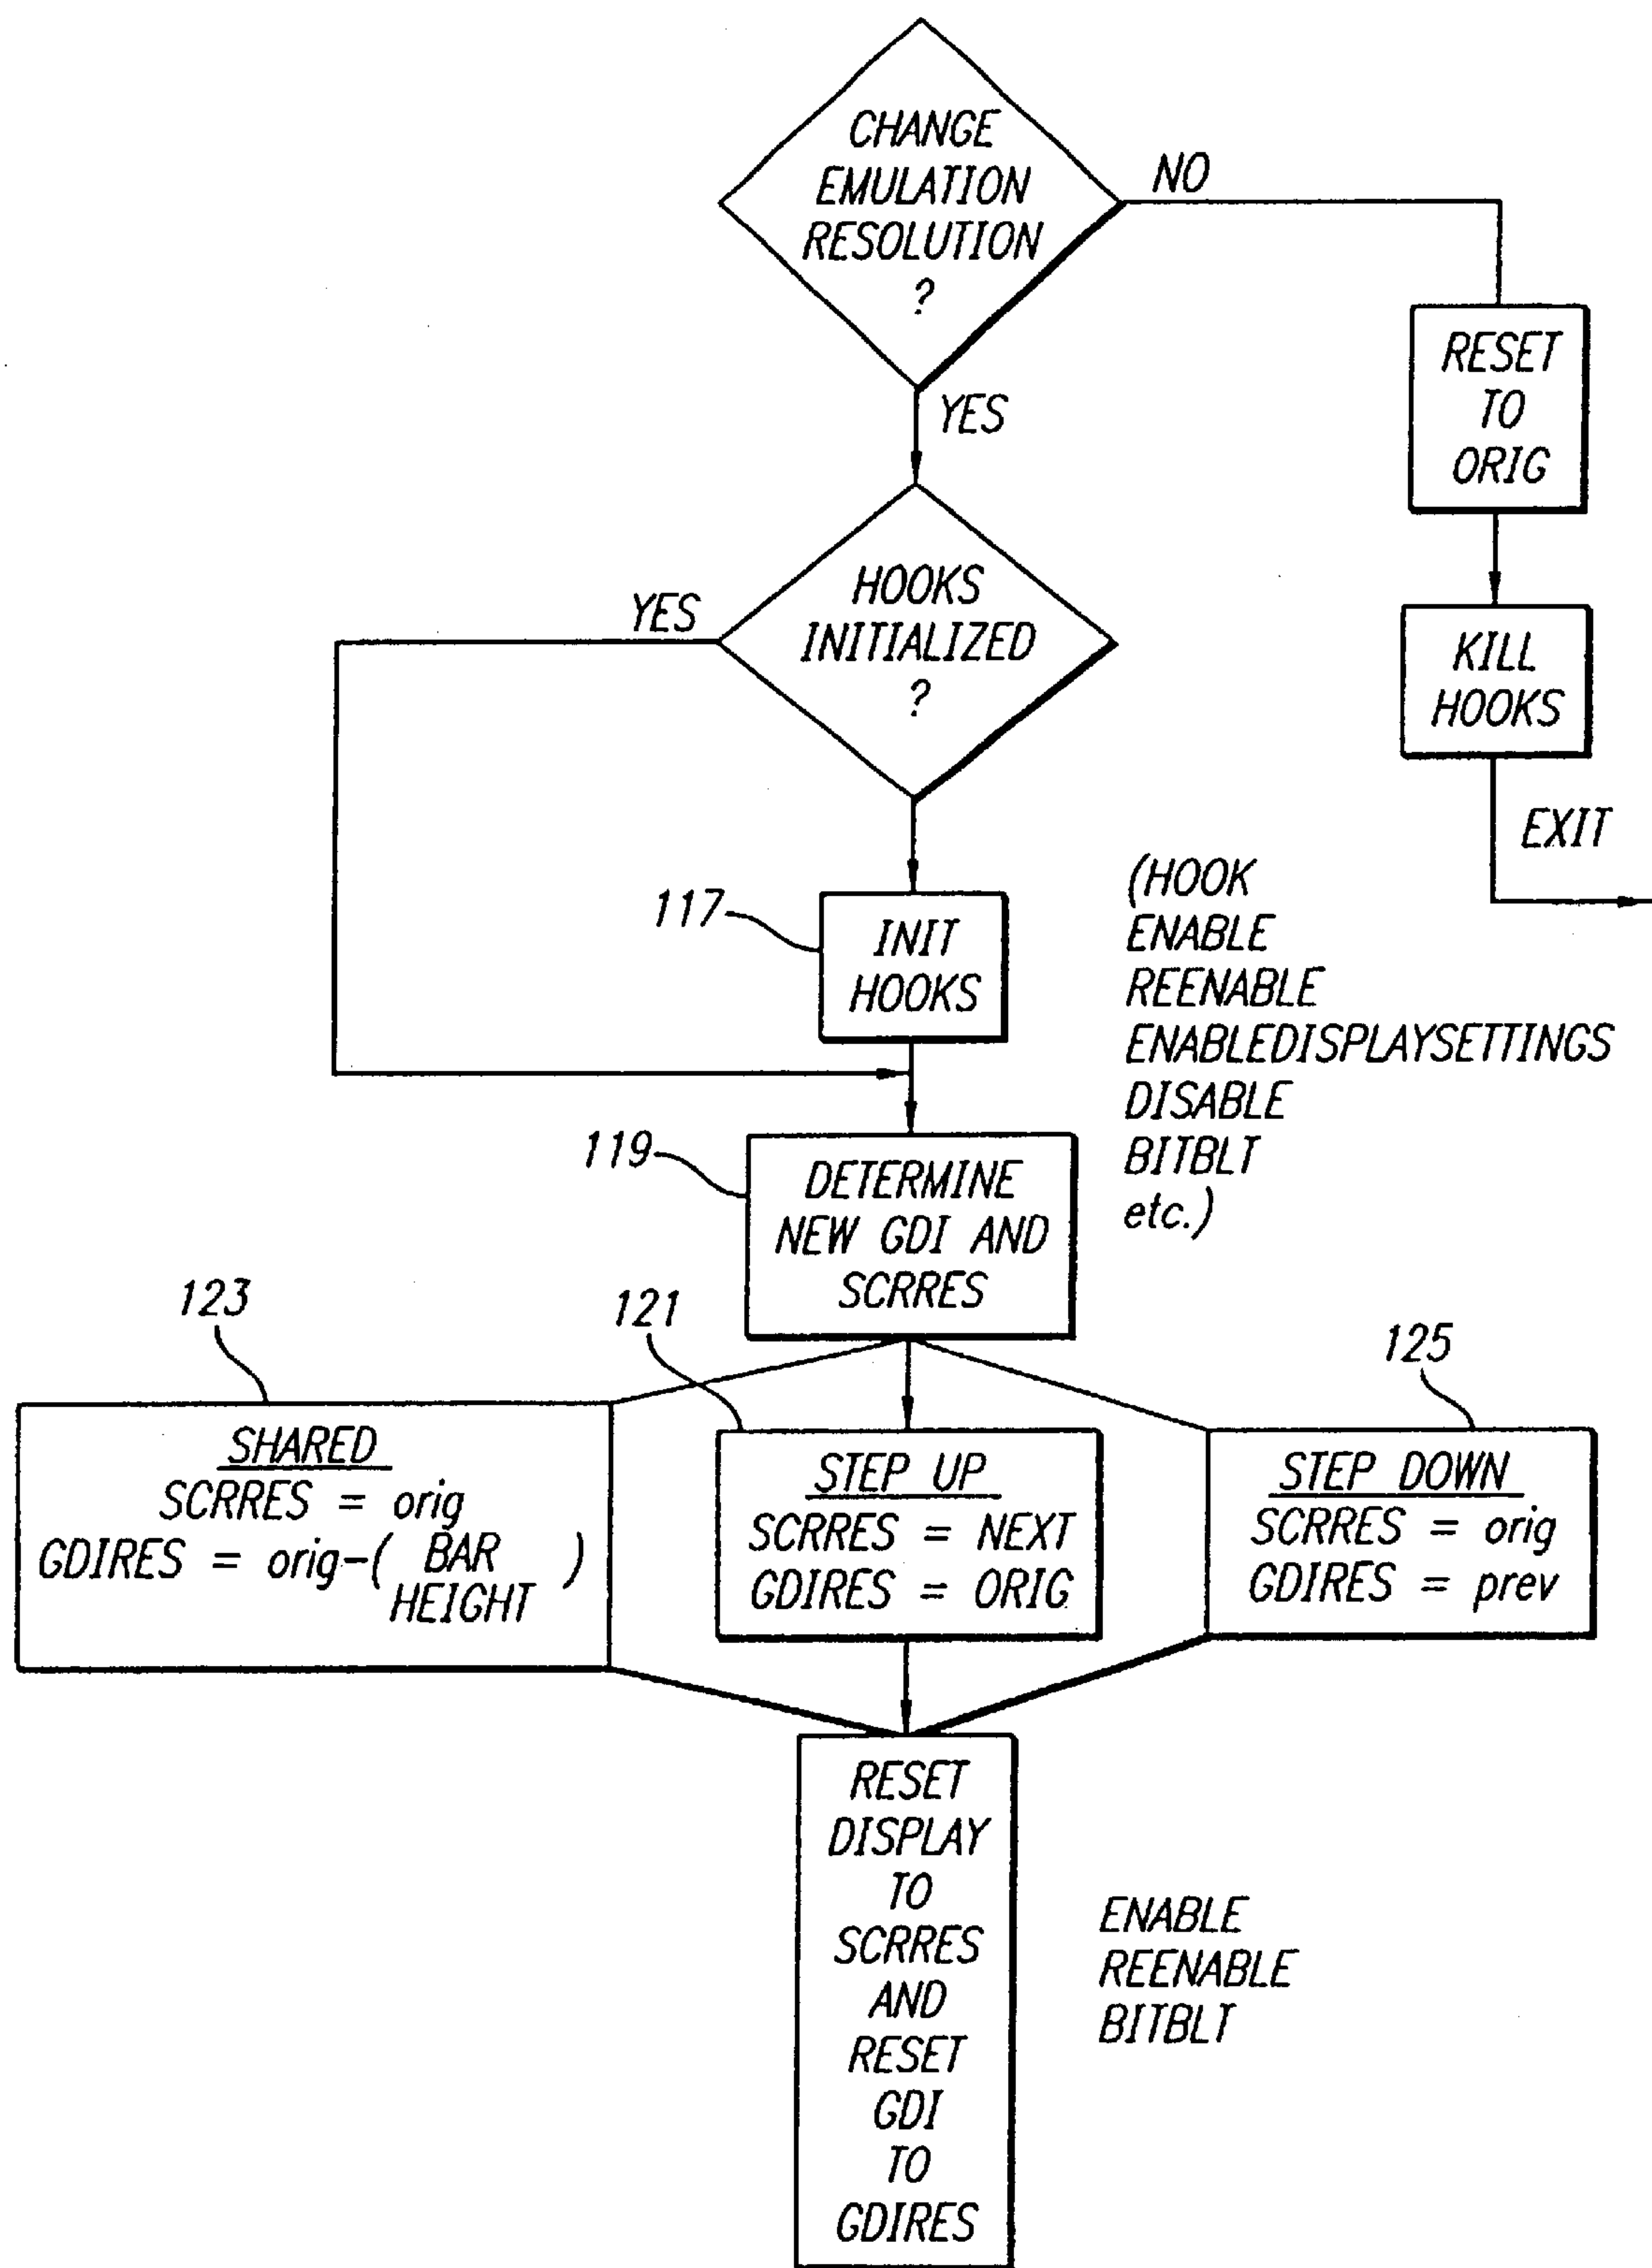 CHANGE
EMULATION
RESOLUTION
?
NO
YES
RESET
TO
ORIG
KILL
HOOKS
EXIT
HOOKS
INITIALIZED
?
YES
117
INIT
HOOKS
(HOOK
ENABLE
REENABLE
ENABLEDISPLAYSETTINGS
DISABLE
BITBLT
etc.)
119
DETERMINE
NEW GDI AND
SCRRES
123
SHARED
SCRRES = orig
GDIRES = orig-( BAR
HEIGHT )
121
STEP UP
SCRRES = NEXT
GDIRES = ORIG
125
STEP DOWN
SCRRES = orig
GDIRES = prev
RESET
DISPLAY
TO
SCRRES
AND
RESET
GDI
TO
GDIRES
ENABLE
REENABLE
BITBLT